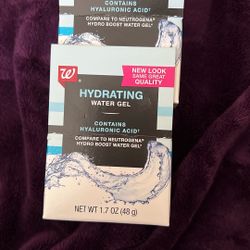 CONTAINS
HYALURONIC ACID†
COMPARE TO NEUTROGENA®
HYDRO BOOST WATER GEL*
W
NEW LOOK
SAME GREAT
QUALITY
HYDRATING
WATER GEL
CONTAINS
HYALURONIC ACID†
COMPARE TO NEUTROGENA®
HYDRO BOOST WATER GEL*
NET WT 1.7 OZ (48 g)